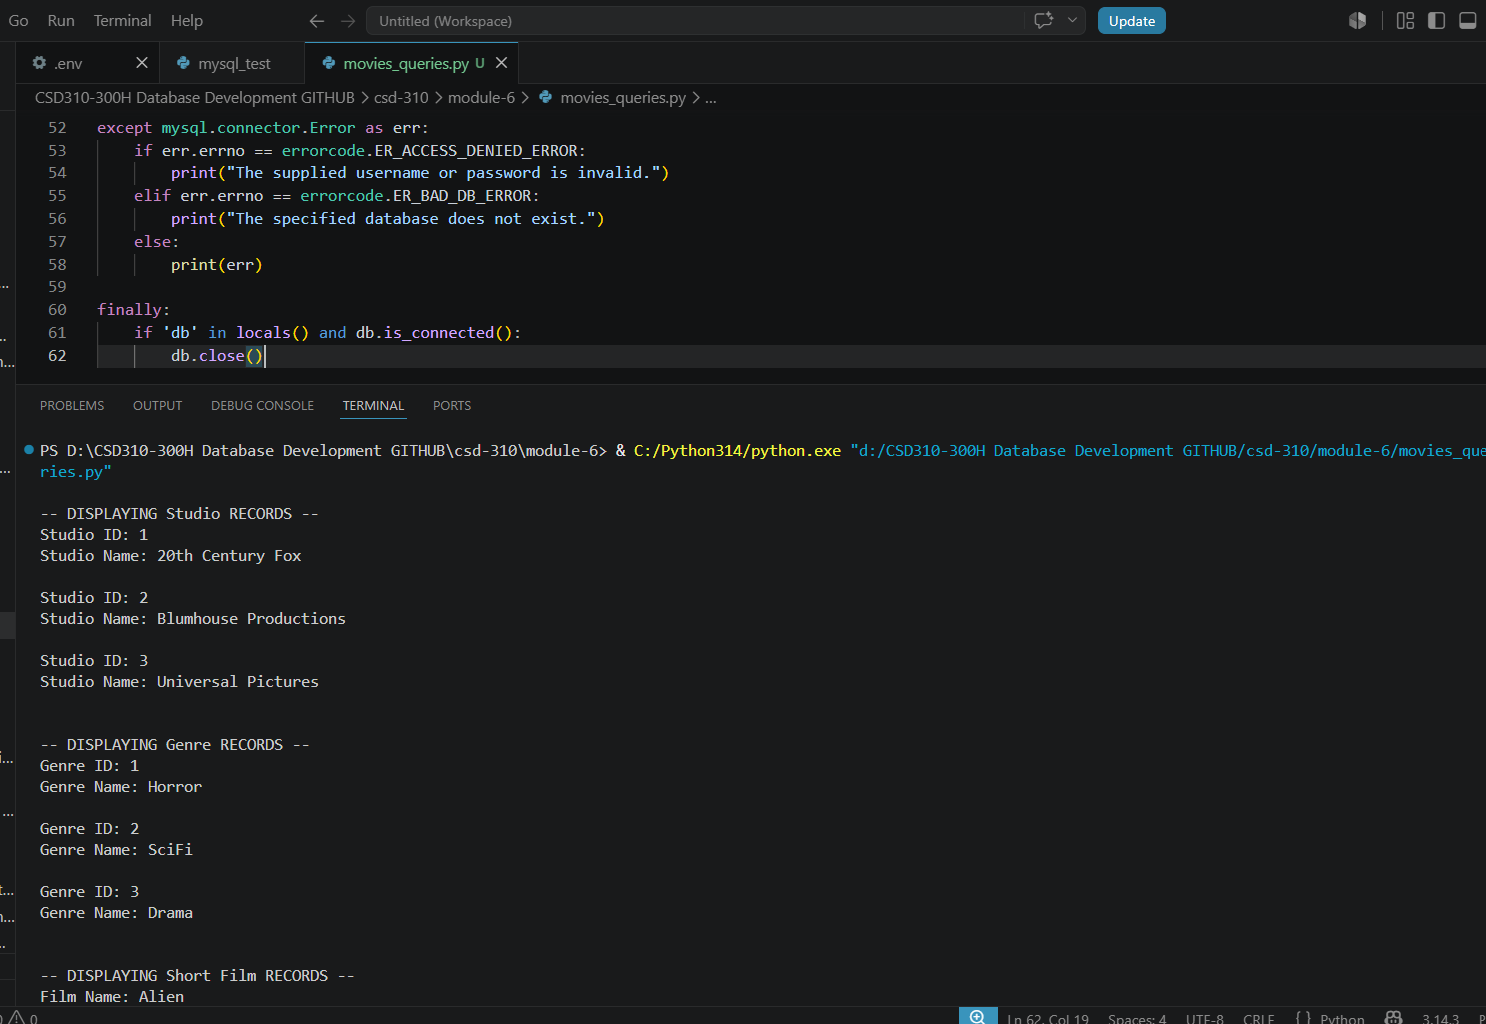 Go Run Terminal Help Untitled (Workspace) Update
.env mysql_test movies_queries.py U
CSD310-300H Database Development GITHUB > csd-310 > module-6 > movies_queries.py > ...
52 except mysql.connector.Error as err:
53 if err.errno == errorcode.ER_ACCESS_DENIED_ERROR:
54 print("The supplied username or password is invalid.")
55 elif err.errno == errorcode.ER_BAD_DB_ERROR:
56 print("The specified database does not exist.")
57 else:
58 print(err)
59
60 finally:
61 if 'db' in locals() and db.is_connected():
62 db.close()
PROBLEMS OUTPUT DEBUG CONSOLE TERMINAL PORTS
PS D:\CSD310-300H Database Development GITHUB\csd-310\module-6> & C:/Python314/python.exe "d:/CSD310-300H Database Development GITHUB/csd-310/module-6/movies_que
ries.py"
-- DISPLAYING Studio RECORDS --
Studio ID: 1
Studio Name: 20th Century Fox
Studio ID: 2
Studio Name: Blumhouse Productions
Studio ID: 3
Studio Name: Universal Pictures
-- DISPLAYING Genre RECORDS --
Genre ID: 1
Genre Name: Horror
Genre ID: 2
Genre Name: SciFi
Genre ID: 3
Genre Name: Drama
-- DISPLAYING Short Film RECORDS --
Film Name: Alien
0 Ln 62, Col 19 Spaces: 4 UTF-8 CRLF { } Python 3.14.3